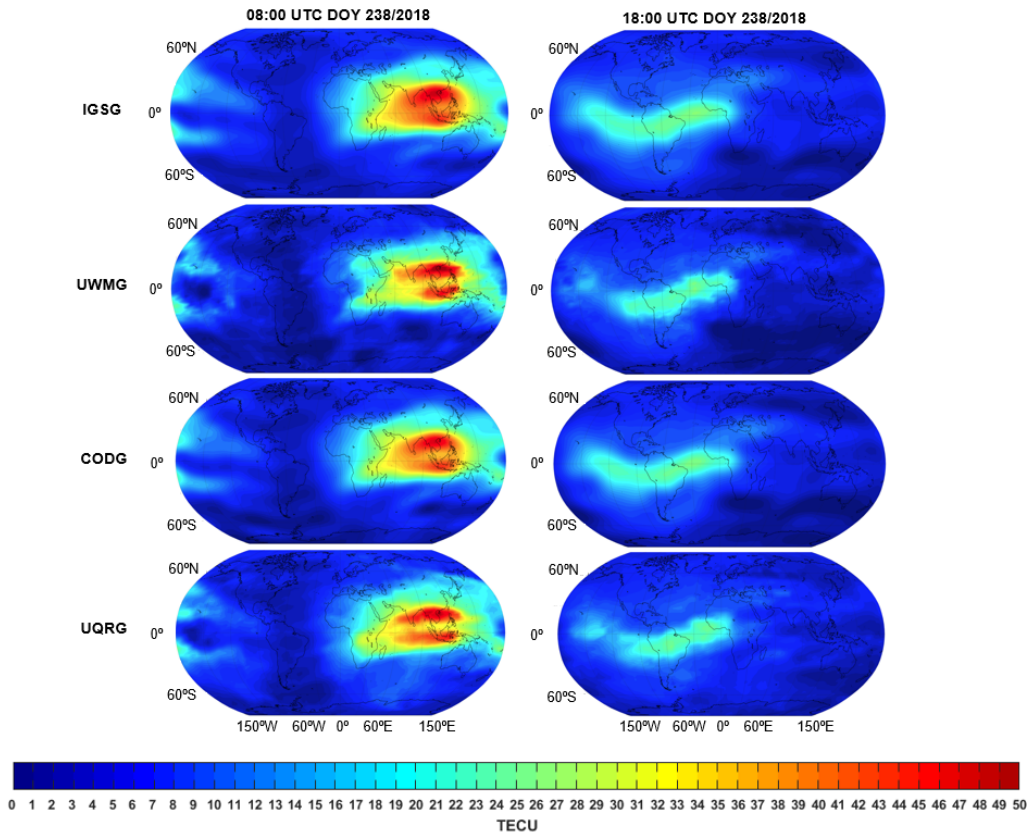 08:00 UTC DOY 238/2018
18:00 UTC DOY 238/2018
60ºN
60ºN
IGSG
0º
0º
60ºS
60ºS
60ºN
60ºN
UWMG
0º
0º
60ºS
60ºS
60ºN
60ºN
CODG
0º
0º
60ºS
60ºS
60ºN
60ºN
UQRG
0º
0º
60ºS
60ºS
150ºW 60ºW 0º 60ºE 150ºE
150ºW 60ºW 0º 60ºE 150ºE
0 1 2 3 4 5 6 7 8 9 10 11 12 13 14 15 16 17 18 19 20 21 22 23 24 25 26 27 28 29 30 31 32 33 34 35 36 37 38 39 40 41 42 43 44 45 46 47 48 49 50
TECU